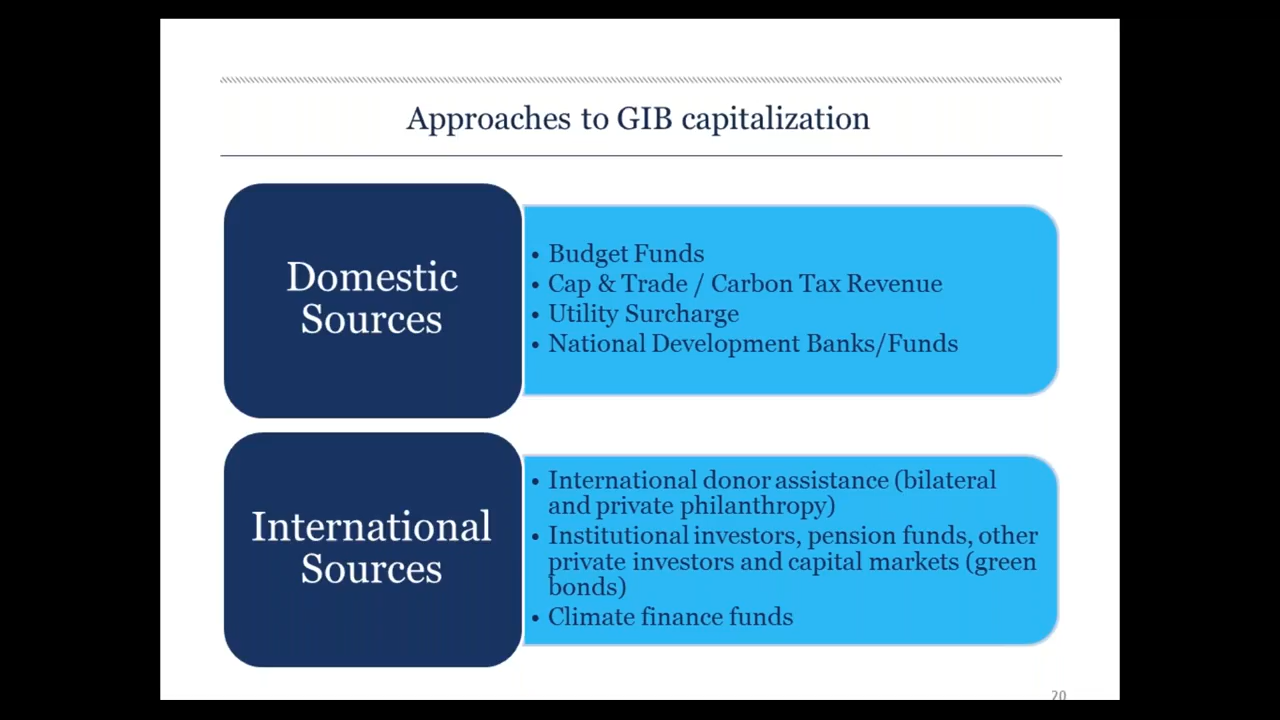 Approaches to GIB capitalization
Domestic
Sources
• Budget Funds
• Cap & Trade / Carbon Tax Revenue
• Utility Surcharge
• National Development Banks/Funds
International
Sources
• International donor assistance (bilateral
and private philanthropy)
• Institutional investors, pension funds, other
private investors and capital markets (green
bonds)
• Climate finance funds
20